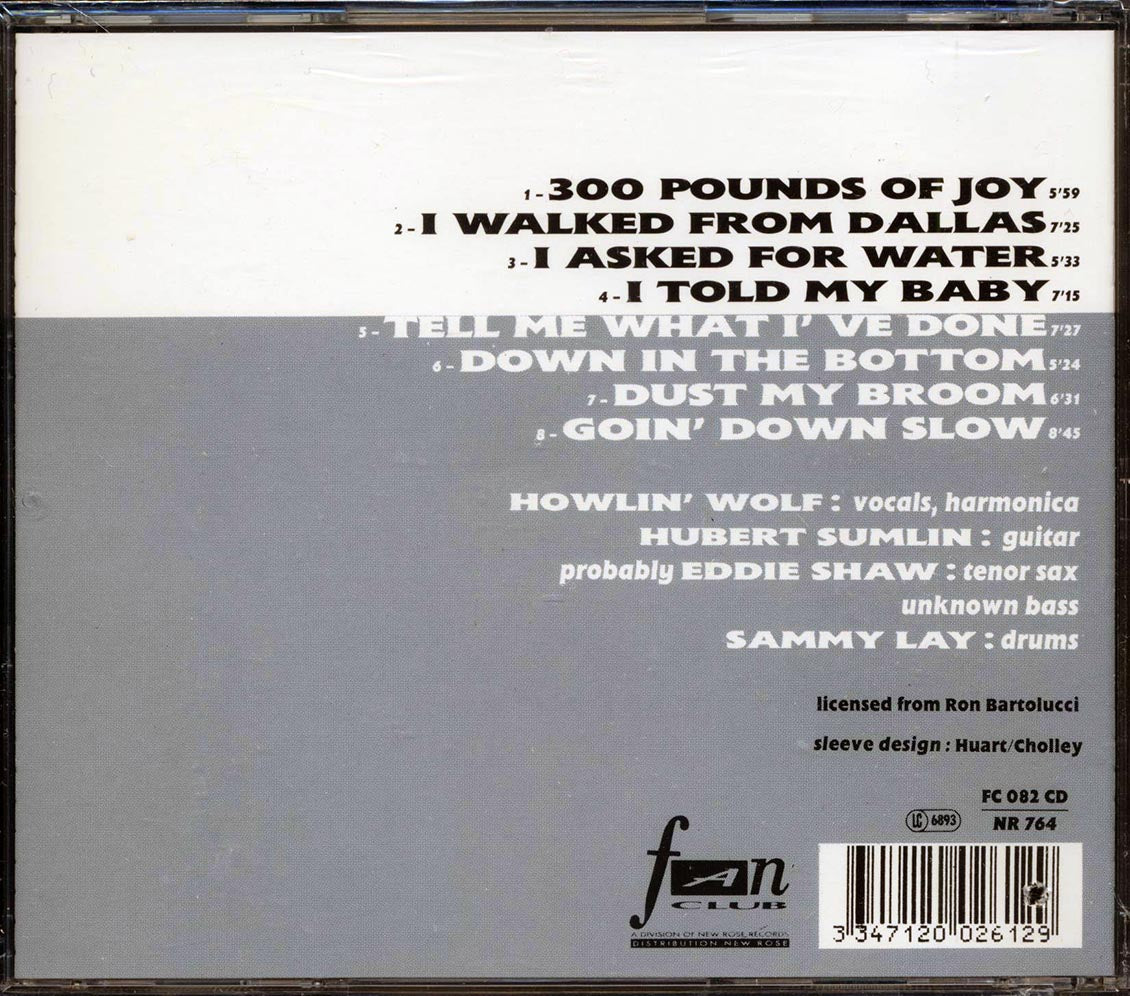 1 - 300 POUNDS OF JOY 5'59
2 - I WALKED FROM DALLAS 7'25
3 - I ASKED FOR WATER 5'33
4 - I TOLD MY BABY 7'15
5 - TELL ME WHAT I' VE DONE 7'27
6 - DOWN IN THE BOTTOM 5'24
7 - DUST MY BROOM 6'31
8 - GOIN' DOWN SLOW 8'45
HOWLIN' WOLF : vocals, harmonica
HUBERT SUMLIN : guitar
probably EDDIE SHAW : tenor sax
unknown bass
SAMMY LAY : drums
licensed from Ron Bartolucci
sleeve design : Huart/Cholley
FC 082 CD
LC 6893
NR 764
fan
A
CLUB
A DIVISION OF NEW ROSE RECORDS
DISTRIBUTION NEW ROSE
3 347120 026129